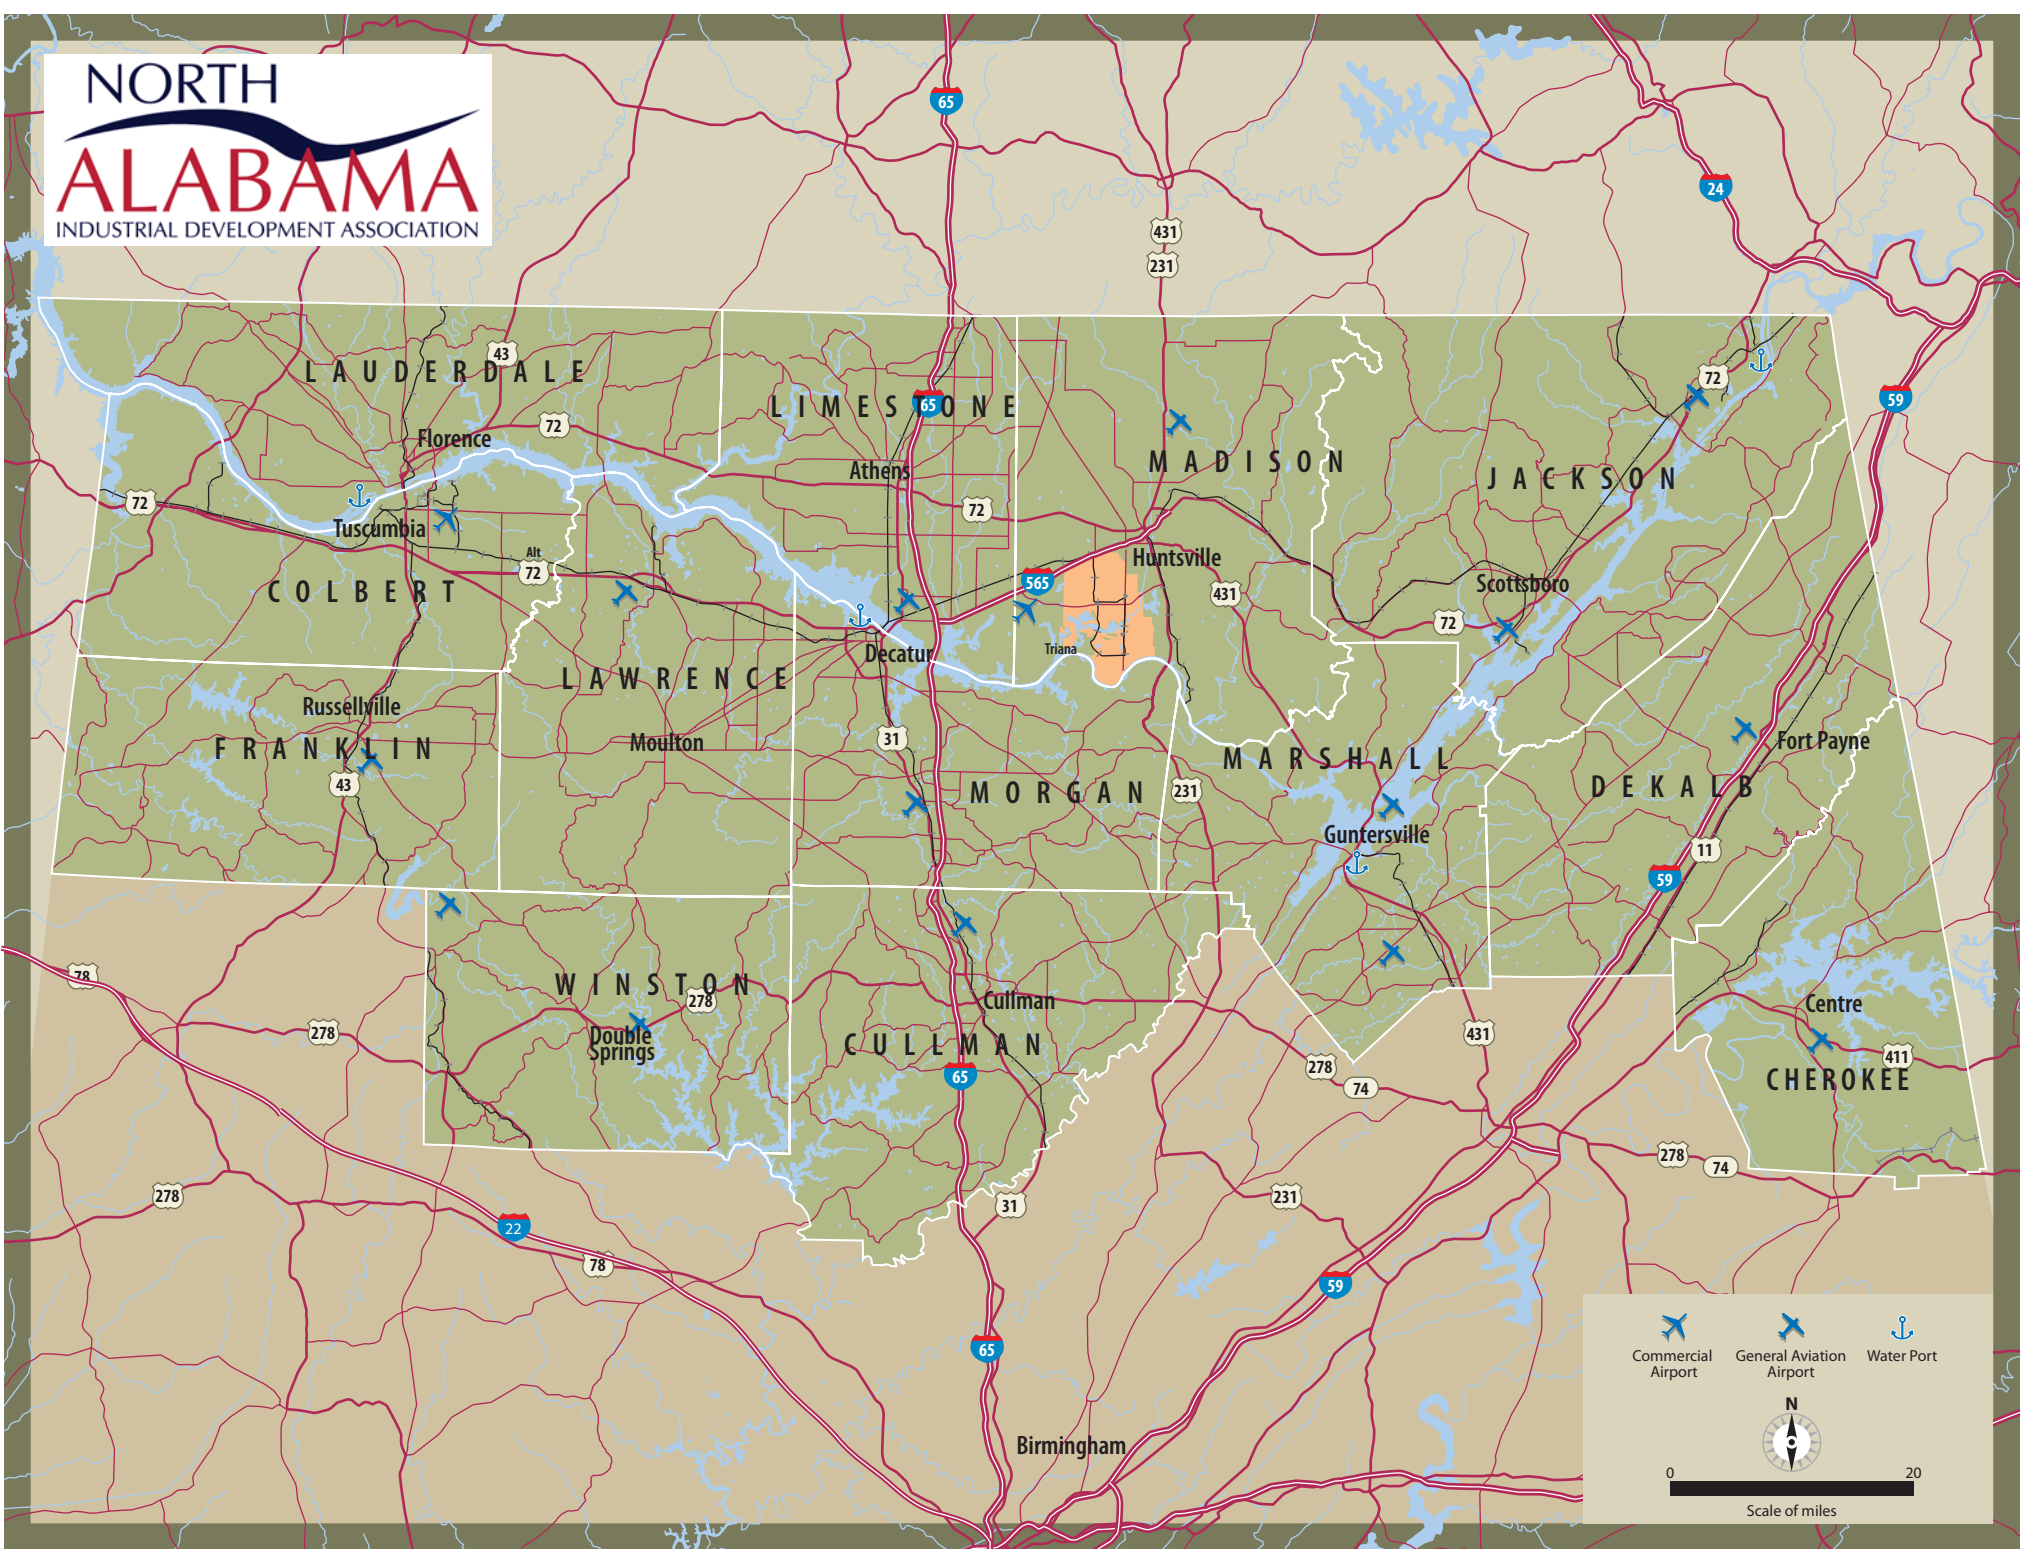 NORTH
ALABAMA
INDUSTRIAL DEVELOPMENT ASSOCIATION
65
24
431
231
43
LAUDERDALE
72
59
65
LIMESTONE
72
Florence
Athens
MADISON
JACKSON
72
72
Tuscumbia
Alt
72
Huntsville
565
COLBERT
431
Scottsboro
72
Triana
Decatur
LAWRENCE
Russellville
31
Moulton
FRANKLIN
43
MARSHALL
Fort Payne
MORGAN
231
DEKALB
Guntersville
11
59
78
WINSTON
278
Cullman
Centre
278
Double
Springs
CULLMAN
431
411
278
65
74
CHEROKEE
278
74
278
231
31
22
78
59
65
Commercial
Airport
General Aviation
Airport
Water Port
N
Birmingham
0
20
Scale of miles